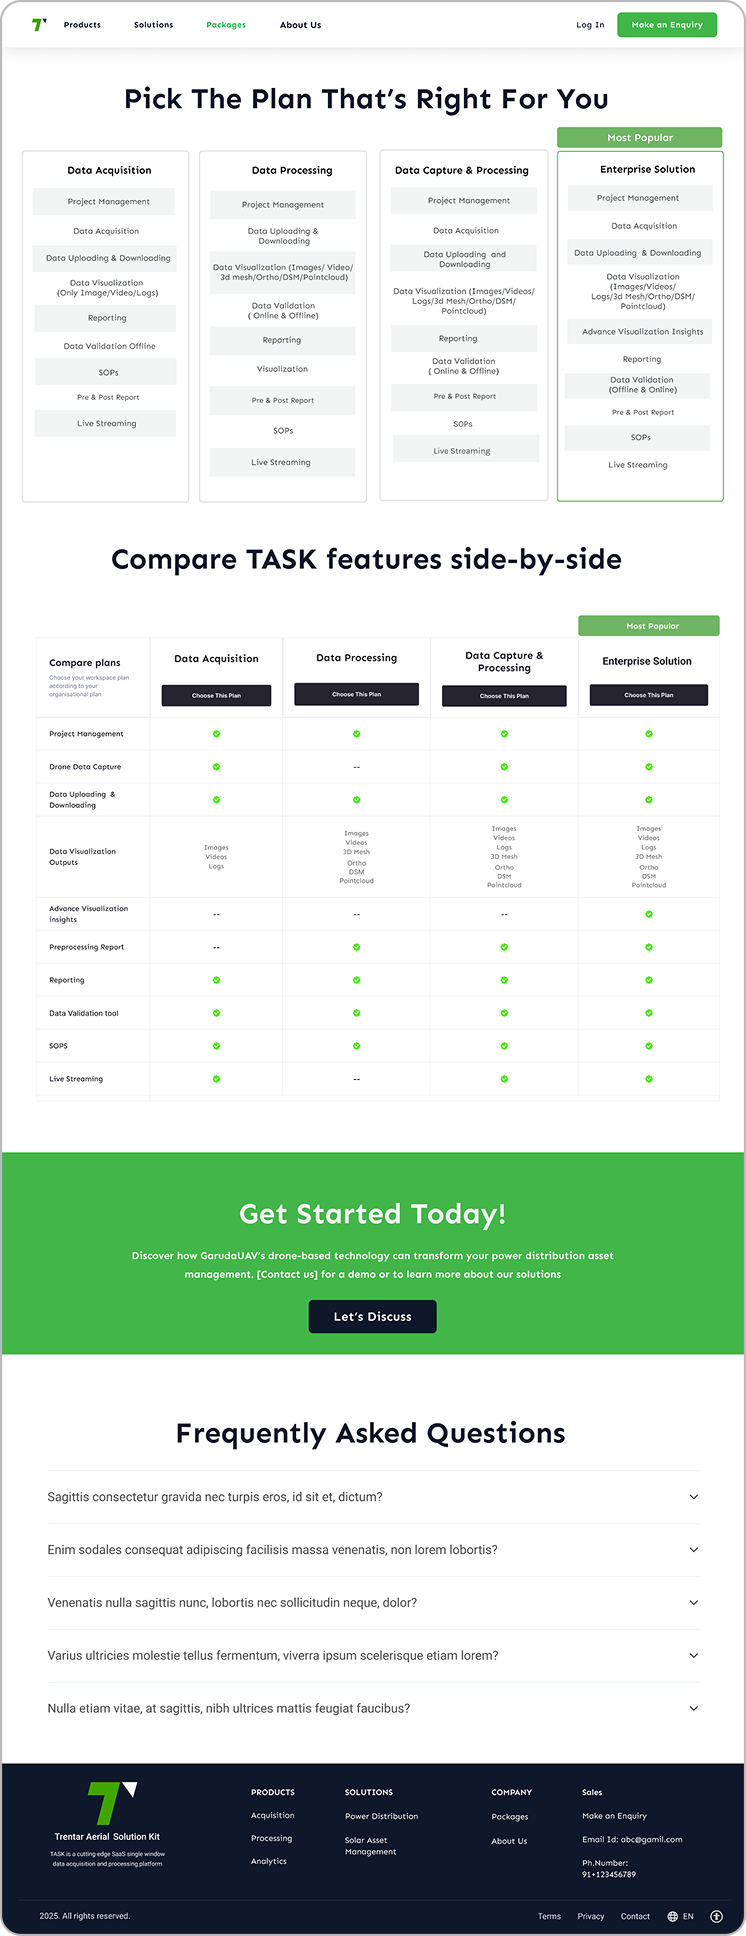 Products Solutions Packages About Us Log In Make an Enquiry
Pick The Plan That's Right For You
Most Popular
Data Acquisition
Project Management
Data Acquisition
Data Uploading & Downloading
Data Visualization
(Only Image/Video/Logs)
Reporting
Data Validation Offline
SOPs
Pre & Post Report
Live Streaming
Data Processing
Project Management
Data Uploading &
Downloading
Data Visualization (Images/ Video/
3d mesh/Ortho/DSM/Pointcloud)
Data Validation
( Online & Offline)
Reporting
Visualization
Pre & Post Report
SOPs
Live Streaming
Data Capture & Processing
Project Management
Data Acquisition
Data Uploading and
Downloading
Data Visualization (Images/Videos/
Logs/3d Mesh/Ortho/DSM/
Pointcloud)
Reporting
Data Validation
( Online & Offline)
Pre & Post Report
SOPs
Live Streaming
Enterprise Solution
Project Management
Data Acquisition
Data Uploading & Downloading
Data Visualization
(Images/Videos/
Logs/3d Mesh/Ortho/DSM/
Pointcloud)
Advance Visualization Insights
Reporting
Data Validation
(Offline & Online)
Pre & Post Report
SOPs
Live Streaming
Compare TASK features side-by-side
Most Popular
Compare plans
Choose your workspace plan
according to your
organisational plan
Data Acquisition
Choose This Plan
Data Processing
Choose This Plan
Data Capture &
Processing
Choose This Plan
Enterprise Solution
Choose This Plan
Project Management
Drone Data Capture --
Data Uploading &
Downloading
Data Visualization
Outputs
Images
Videos
Logs
Images
Videos
3D Mesh
Ortho
DSM
Pointcloud
Images
Videos
Logs
3D Mesh
Ortho
DSM
Pointcloud
Images
Videos
Logs
3D Mesh
Ortho
DSM
Pointcloud
Advance Visualization
insights
-- -- --
Preprocessing Report --
Reporting
Data Validation tool
SOPS
Live Streaming --
Get Started Today!
Discover how GarudaUAV's drone-based technology can transform your power distribution asset
management. [Contact us] for a demo or to learn more about our solutions
Let's Discuss
Frequently Asked Questions
Sagittis consectetur gravida nec turpis eros, id sit et, dictum?
Enim sodales consequat adipiscing facilisis massa venenatis, non lorem lobortis?
Venenatis nulla sagittis nunc, lobortis nec sollicitudin neque, dolor?
Varius ultricies molestie tellus fermentum, viverra ipsum scelerisque etiam lorem?
Nulla etiam vitae, at sagittis, nibh ultrices mattis feugiat faucibus?
Trentar Aerial Solution Kit
TASK is a cutting edge SaaS single window
data acquisition and processing platform
PRODUCTS
Acquisition
Processing
Analytics
SOLUTIONS
Power Distribution
Solar Asset
Management
COMPANY
Packages
About Us
Sales
Make an Enquiry
Email Id: abc@gamil.com
Ph.Number:
91+123456789
2025. All rights reserved.
Terms Privacy Contact EN